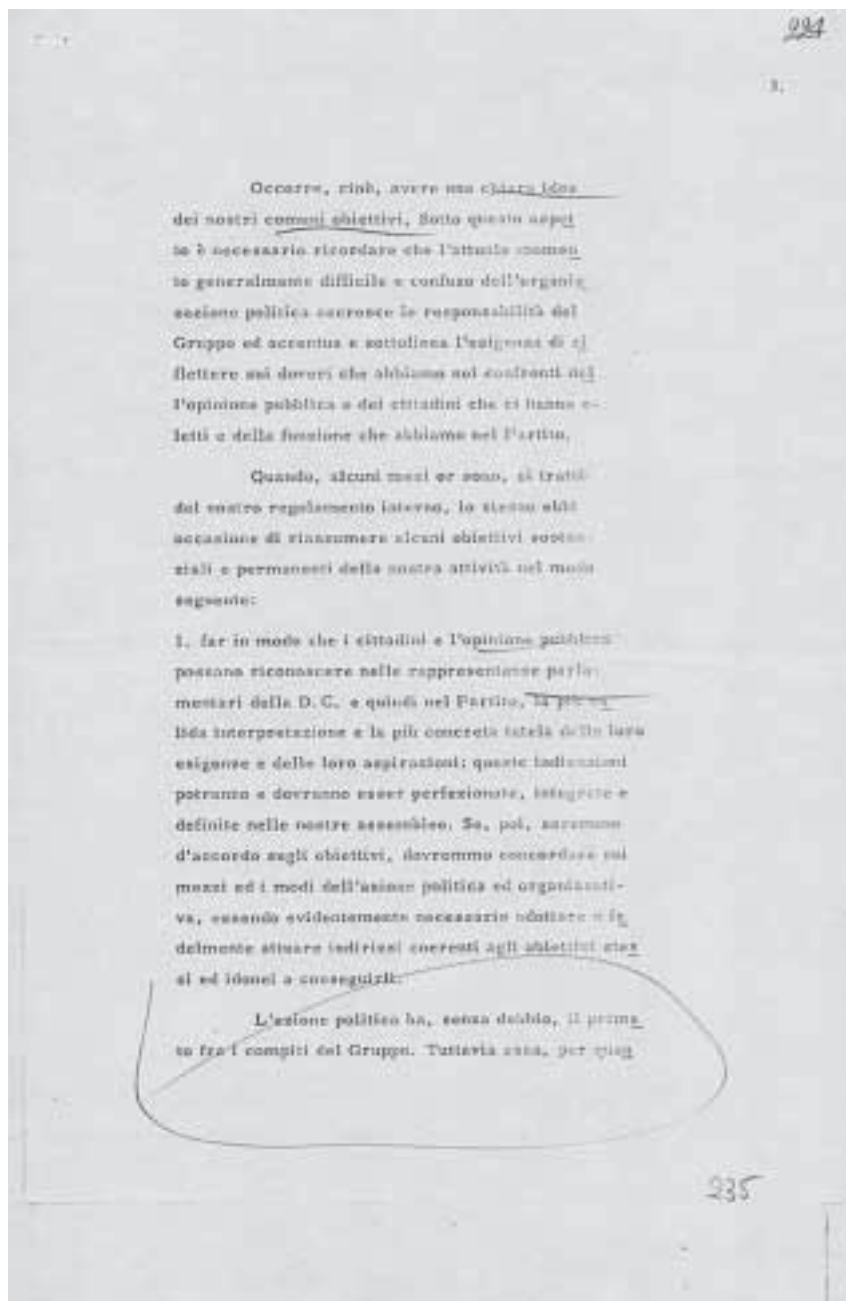 221
3.
Occorre, cioè, avere una chiara idea
dei nostri comuni obiettivi. Sotto questo aspet
to è necessario ricordare che l'attuale momen
to generalmente difficile e confuso dell'organiz
zazione politica accresce le responsabilità del
Gruppo ed accentua e sottolinea l'esigenza di ri
flettere sui doveri che abbiamo nei confronti del
l'opinione pubblica e dei cittadini che ci hanno e-
letti e della funzione che abbiamo nel Partito.
Quando, alcuni mesi or sono, si trattò
del nostro regolamento interno, io stesso ebbi
occasione di riassumere alcuni obiettivi sostan-
ziali e permanenti della nostra attività nel modo
seguente:
1. far in modo che i cittadini e l'opinione pubblica
possano riconoscere nelle rappresentanze parla-
mentari della D.C. e quindi nel Partito, la più va
lida interpretazione e la più concreta tutela delle loro
esigenze e delle loro aspirazioni; queste indicazioni
potranno e dovranno esser perfezionate, integrate e
definite nelle nostre assemblee. Se, poi, saremmo
d'accordo sugli obiettivi, dovremmo concordare sui
mezzi ed i modi dell'azione politica ed organizzati-
va, essendo evidentemente necessario adottare e fe
delmente attuare indirizzi coerenti agli obiettivi stes
si ed idonei a conseguirli.
L'azione politica ha, senza dubbio, il prima
to fra i compiti del Gruppo. Tuttavia essa, per quan
235